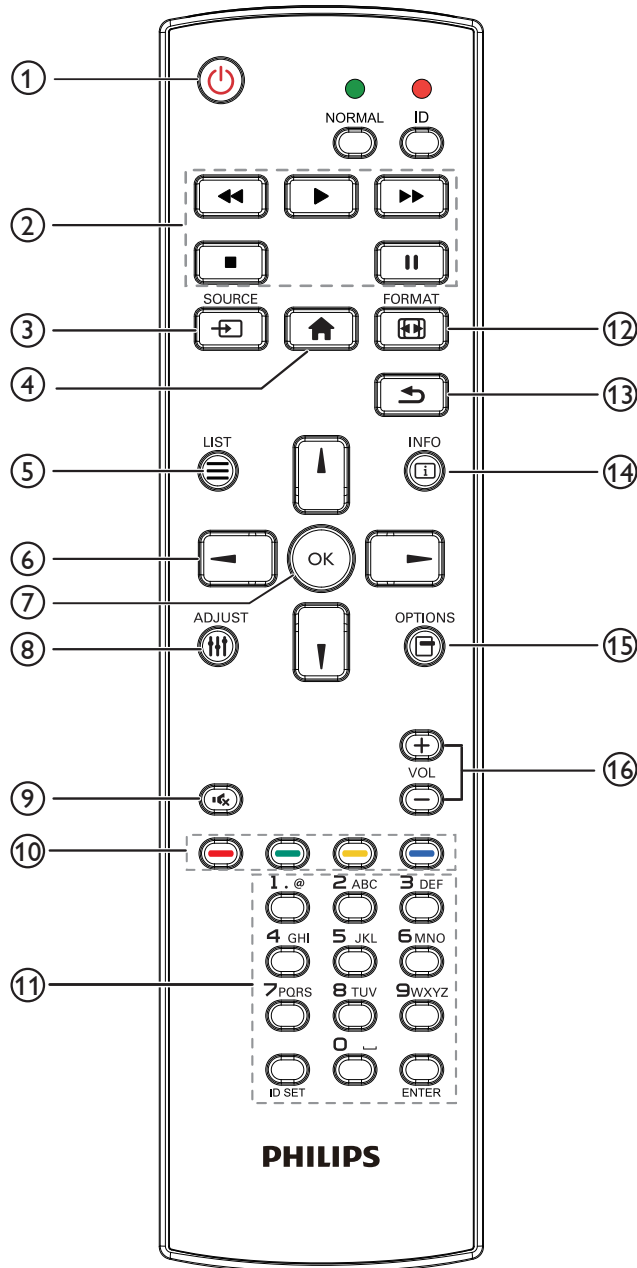 1
NORMAL ID
2
SOURCE FORMAT
3 12
4 13
LIST INFO
5 14
6 OK
7
ADJUST OPTIONS
8 15
VOL 16
9
10
1 . @ 2 ABC 3 DEF
4 GHI 5 JKL 6 MNO
11
7 PQRS 8 TUV 9 WXYZ
0 ⎵
ID SET ENTER
PHILIPS